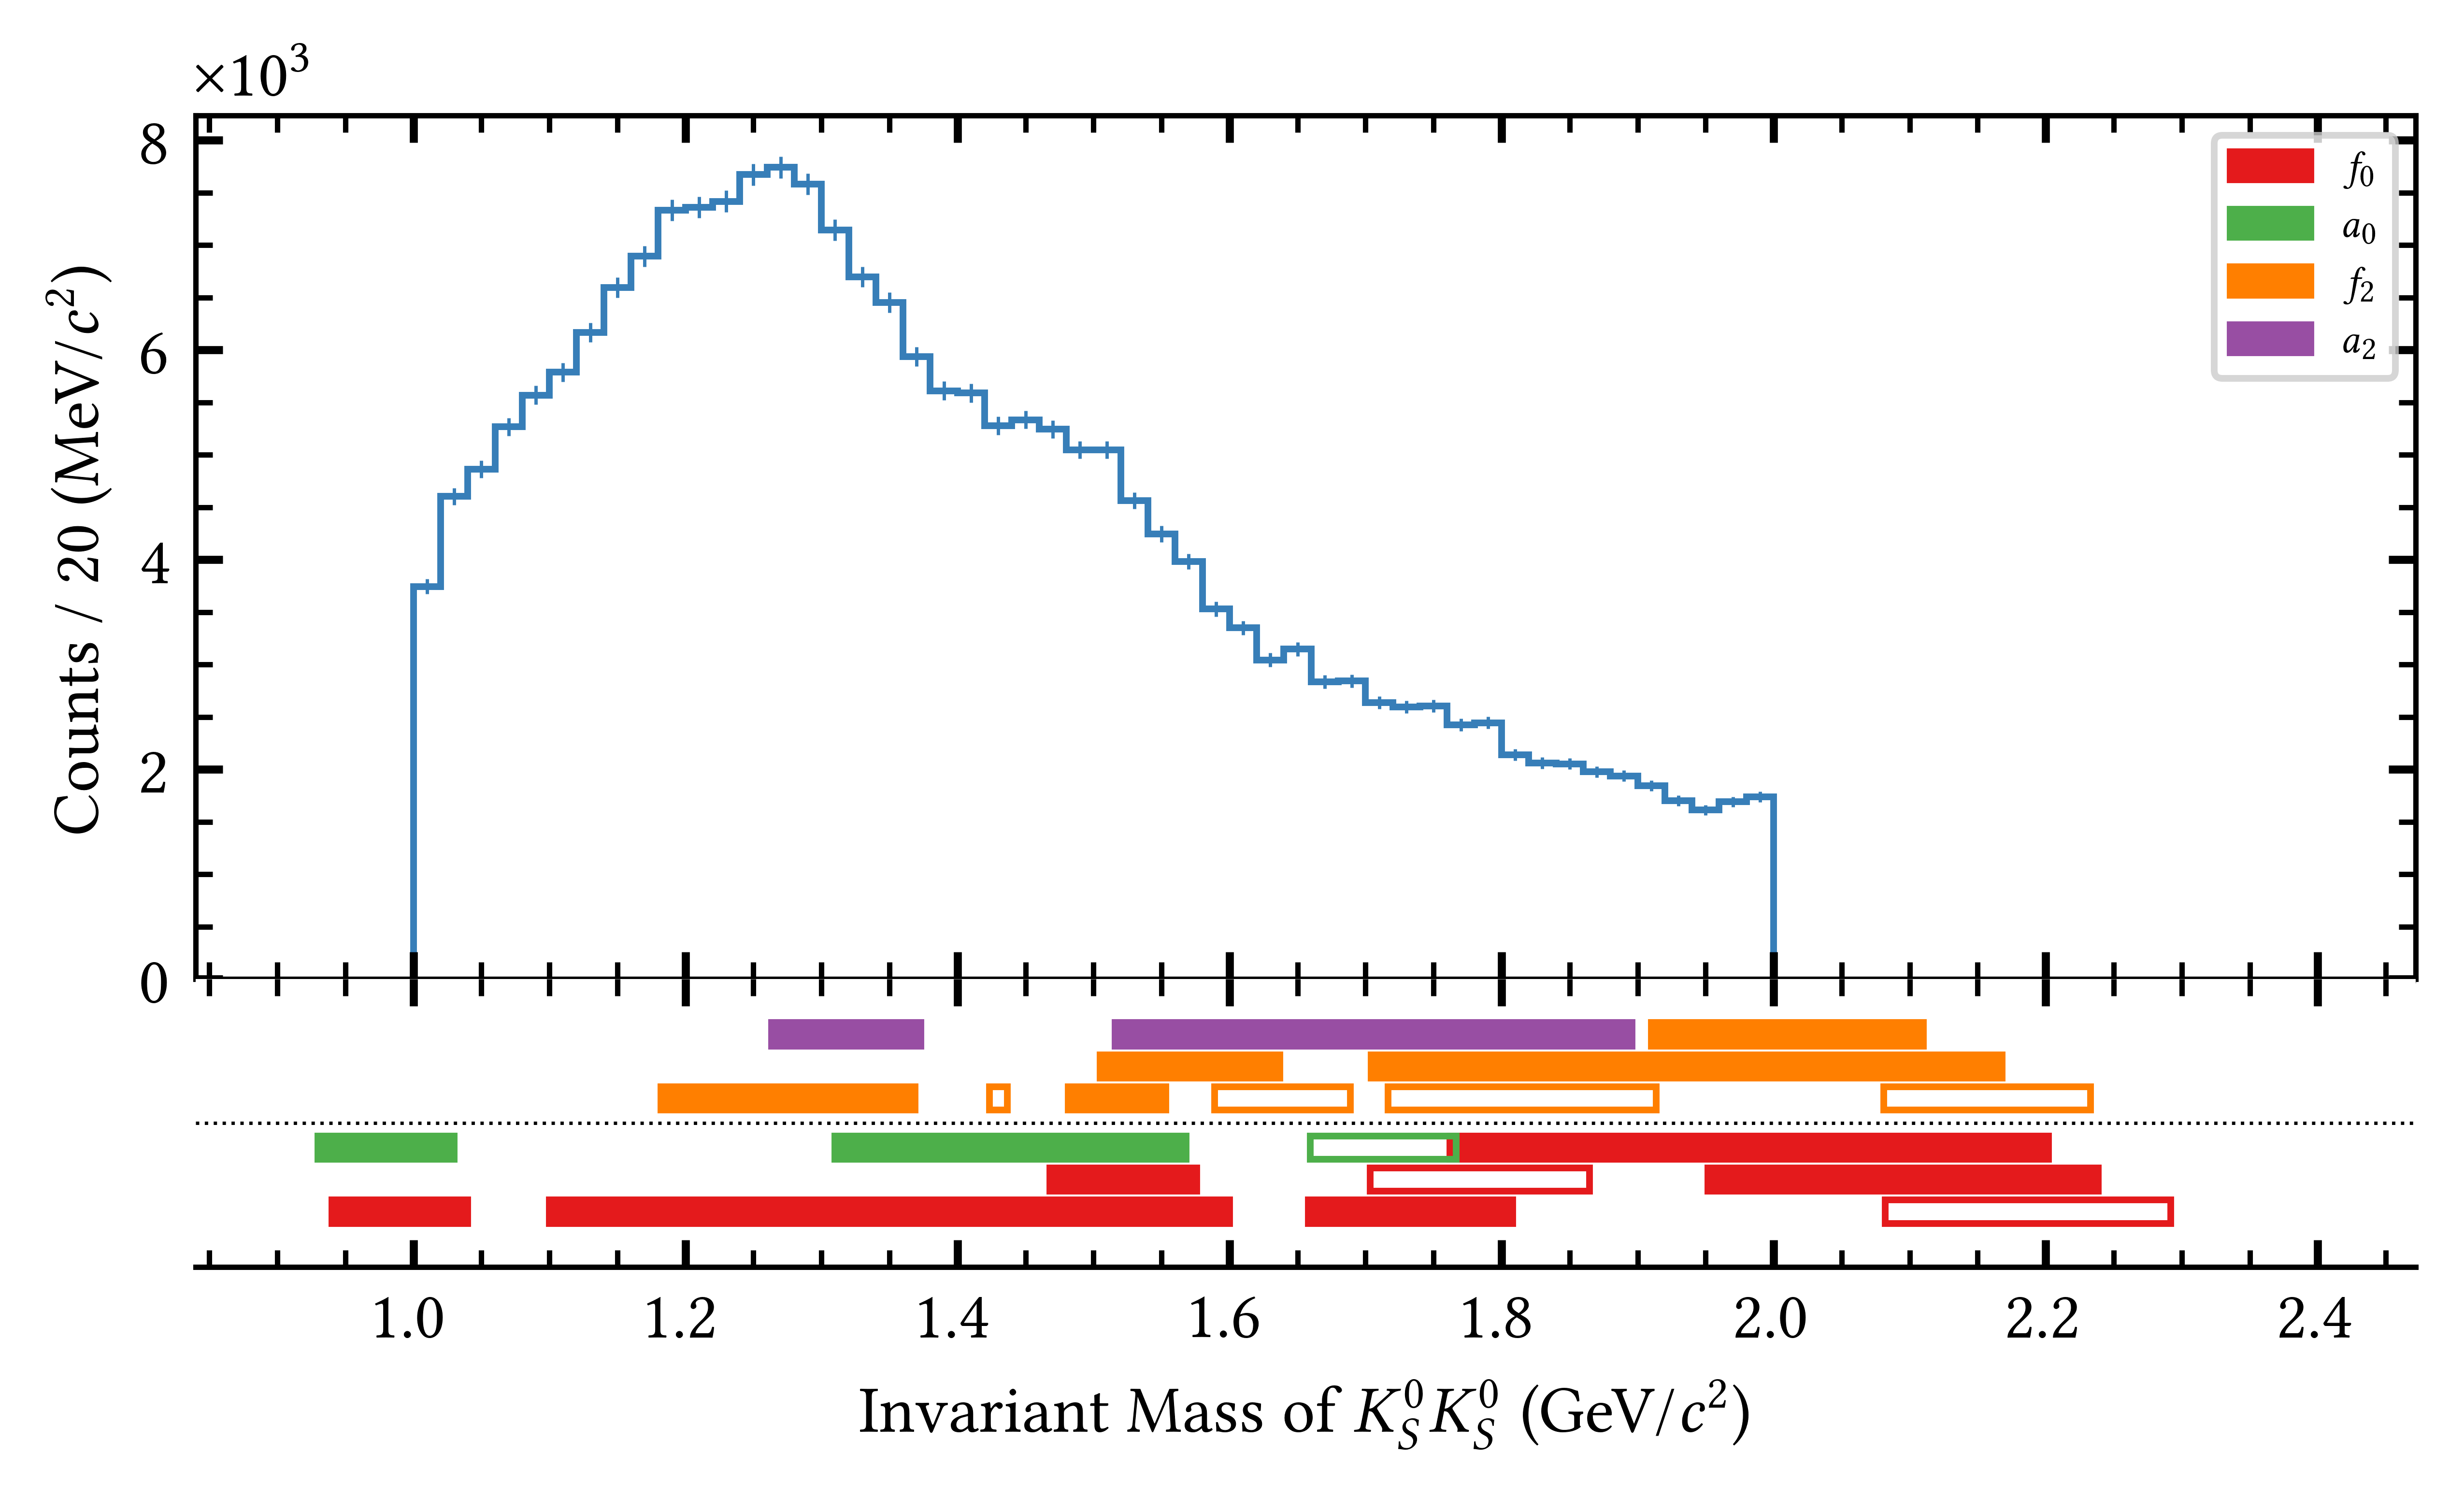 ×10³
8
6
4
2
0
Counts / 20 (MeV/c²)
f₀
a₀
f₂
a₂
1.0 1.2 1.4 1.6 1.8 2.0 2.2 2.4
Invariant Mass of K⁰_S K⁰_S (GeV/c²)